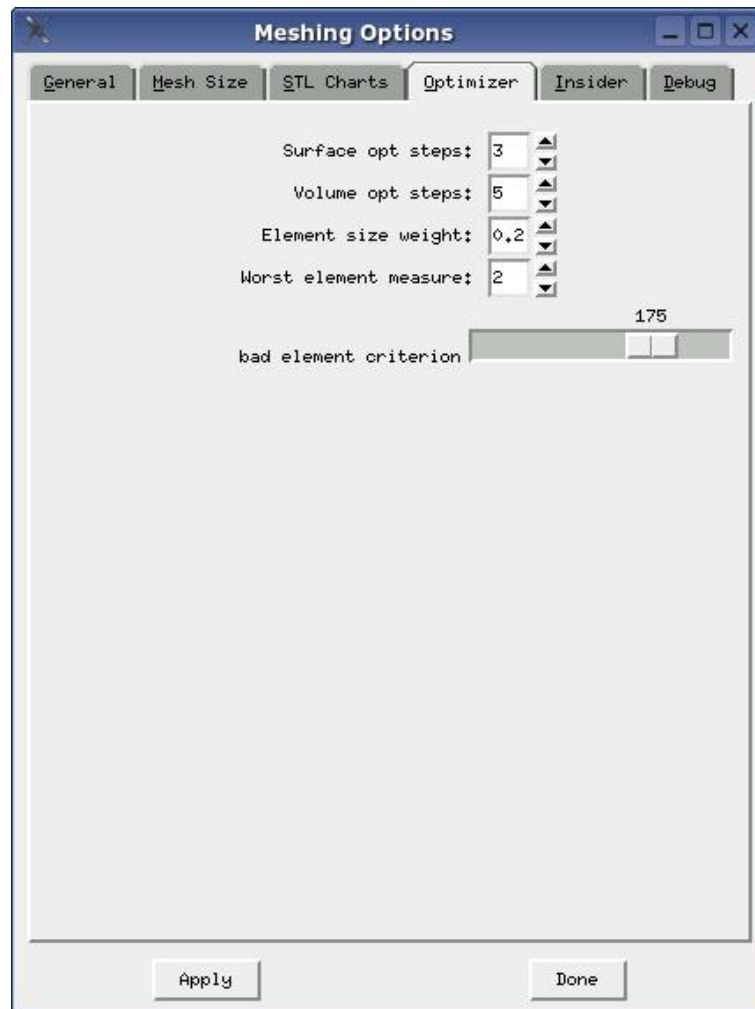 Meshing Options
General Mesh Size STL Charts Optimizer Insider Debug
Surface opt steps: 3
Volume opt steps: 5
Element size weight: 0.2
Worst element measure: 2
175
bad element criterion
Apply Done